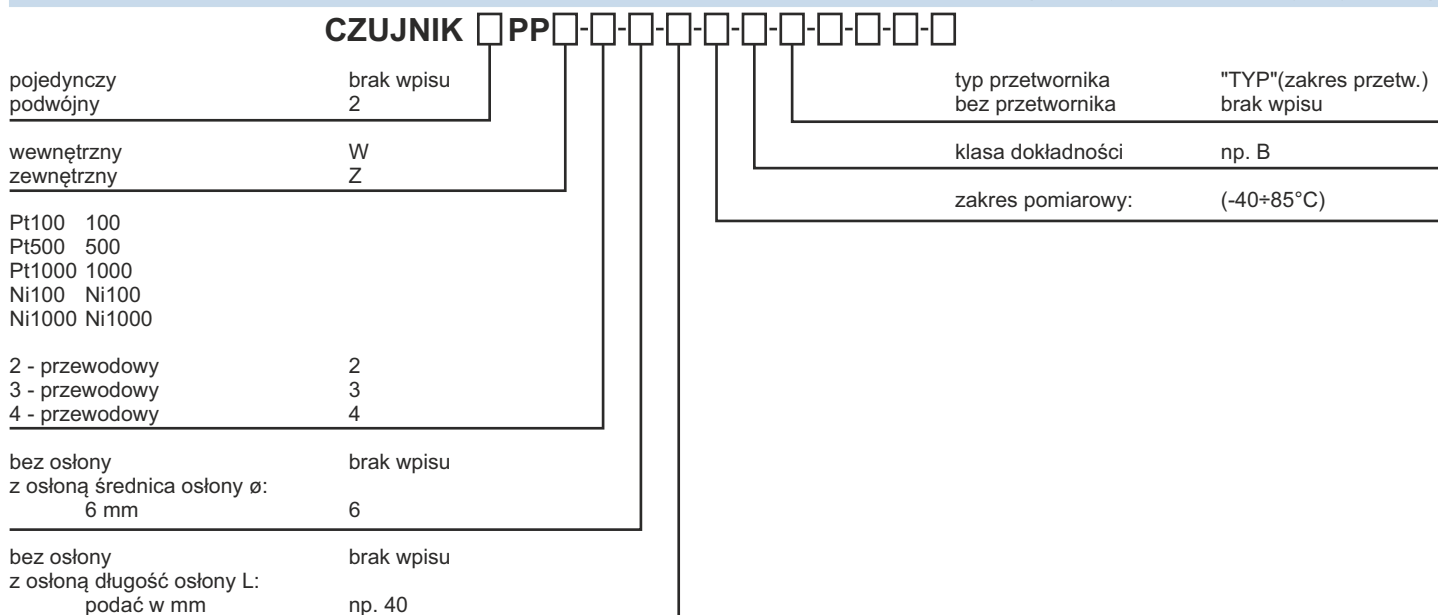 CZUJNIK □PP□-□-□-□-□-□-□-□-□-□-□
pojedynczy brak wpisu
podwójny 2
wewnętrzny W
zewnętrzny Z
Pt100 100
Pt500 500
Pt1000 1000
Ni100 Ni100
Ni1000 Ni1000
2 - przewodowy 2
3 - przewodowy 3
4 - przewodowy 4
bez osłony brak wpisu
z osłoną średnica osłony ø:
6 mm 6
bez osłony brak wpisu
z osłoną długość osłony L:
podać w mm np. 40
typ przetwornika "TYP"(zakres przetw.)
bez przetwornika brak wpisu
klasa dokładności np. B
zakres pomiarowy: (-40÷85°C)